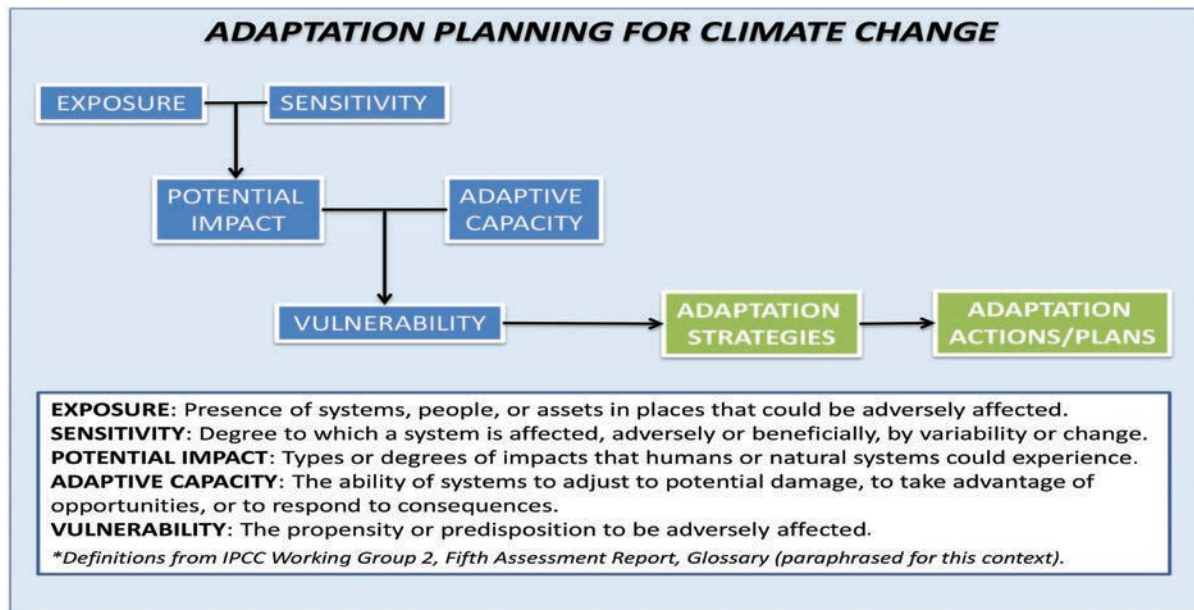 ADAPTATION PLANNING FOR CLIMATE CHANGE
EXPOSURE
SENSITIVITY
POTENTIAL
IMPACT
ADAPTIVE
CAPACITY
VULNERABILITY
ADAPTATION
STRATEGIES
ADAPTATION
ACTIONS/PLANS
EXPOSURE: Presence of systems, people, or assets in places that could be adversely affected.
SENSITIVITY: Degree to which a system is affected, adversely or beneficially, by variability or change.
POTENTIAL IMPACT: Types or degrees of impacts that humans or natural systems could experience.
ADAPTIVE CAPACITY: The ability of systems to adjust to potential damage, to take advantage of
opportunities, or to respond to consequences.
VULNERABILITY: The propensity or predisposition to be adversely affected.
*Definitions from IPCC Working Group 2, Fifth Assessment Report, Glossary (paraphrased for this context).